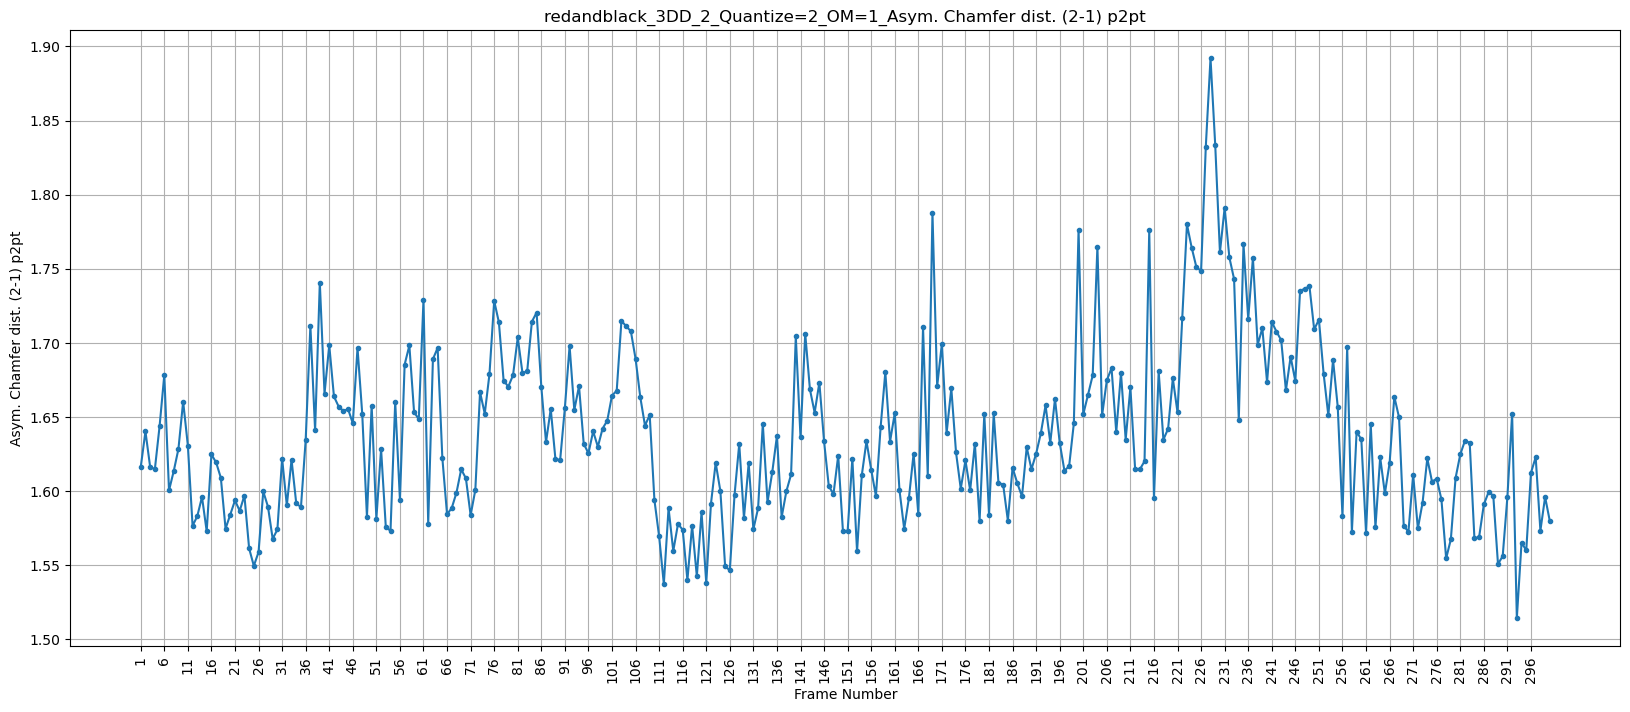 redandblack_3DD_2_Quantize=2_OM=1_Asym. Chamfer dist. (2-1) p2pt
Asym. Chamfer dist. (2-1) p2pt
1.90
1.85
1.80
1.75
1.70
1.65
1.60
1.55
1.50
1 6 11 16 21 26 31 36 41 46 51 56 61 66 71 76 81 86 91 96 101 106 111 116 121 126 131 136 141 146 151 156 161 166 171 176 181 186 191 196 201 206 211 216 221 226 231 236 241 246 251 256 261 266 271 276 281 286 291 296
Frame Number